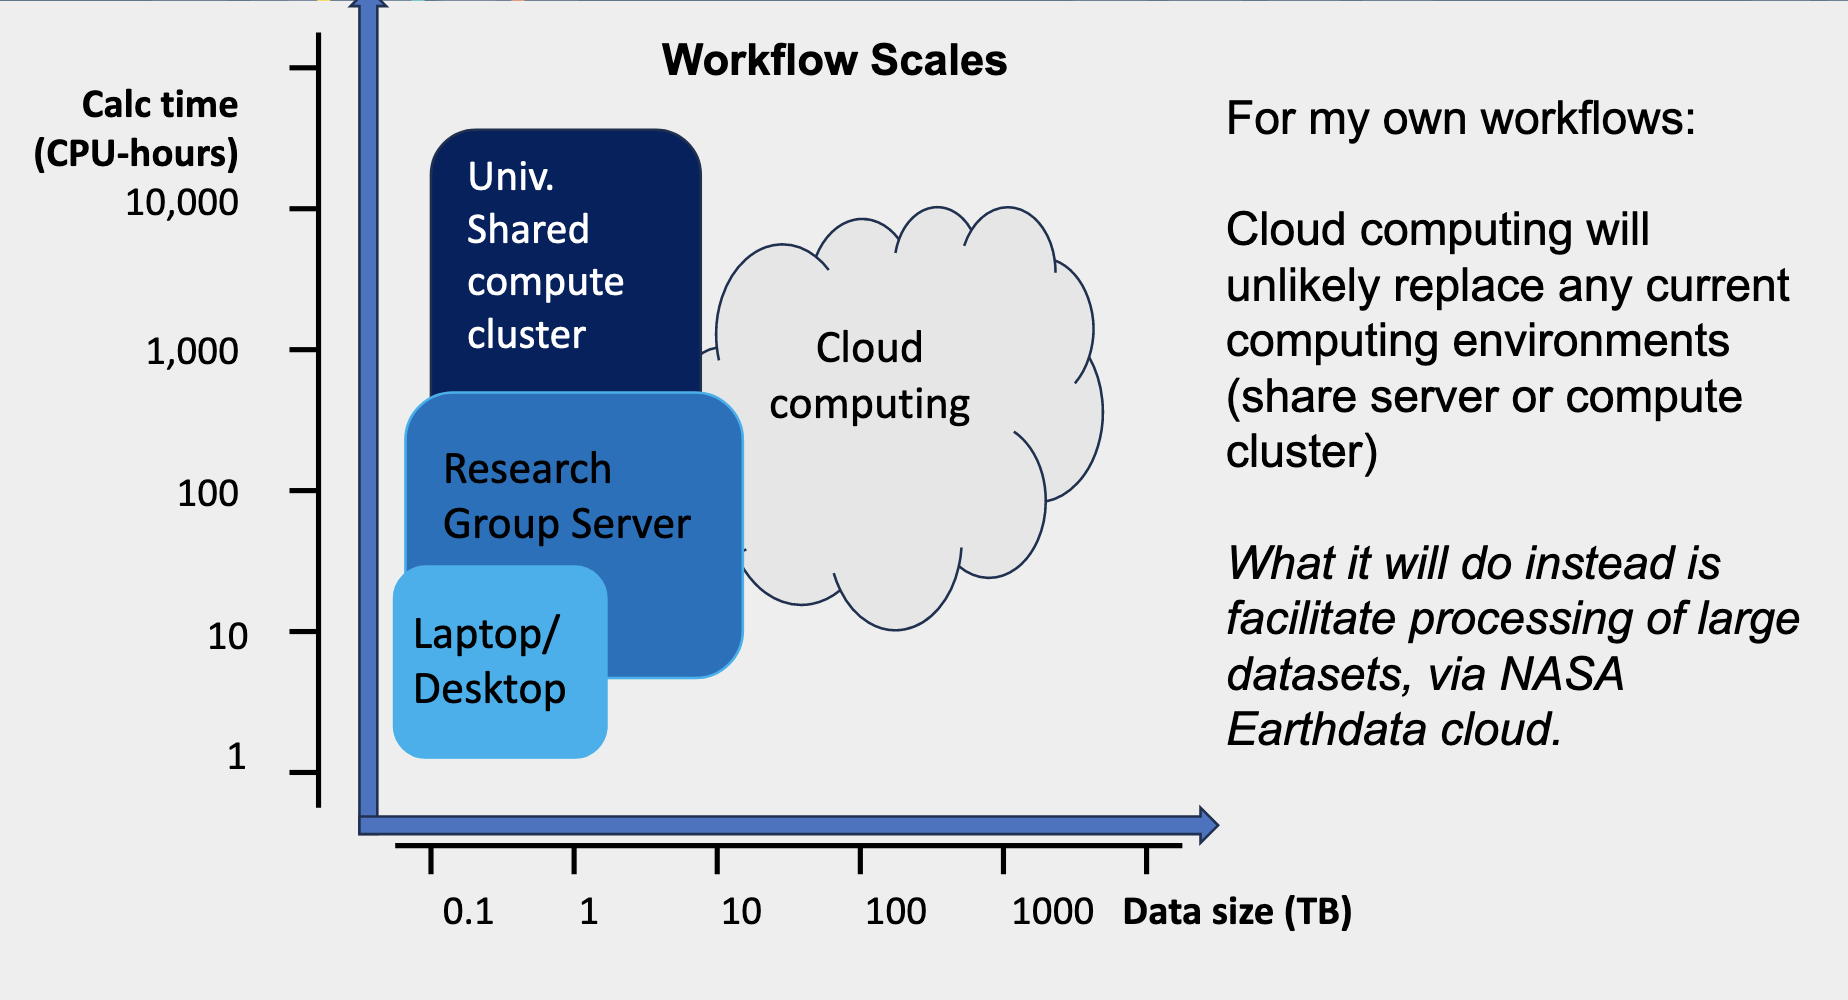 Workflow Scales
Calc time
(CPU-hours)
10,000
1,000
100
10
1
Univ.
Shared
compute
cluster
Research
Group Server
Laptop/
Desktop
Cloud
computing
0.1
1
10
100
1000
Data size (TB)
For my own workflows:
Cloud computing will
unlikely replace any current
computing environments
(share server or compute
cluster)
What it will do instead is
facilitate processing of large
datasets, via NASA
Earthdata cloud.